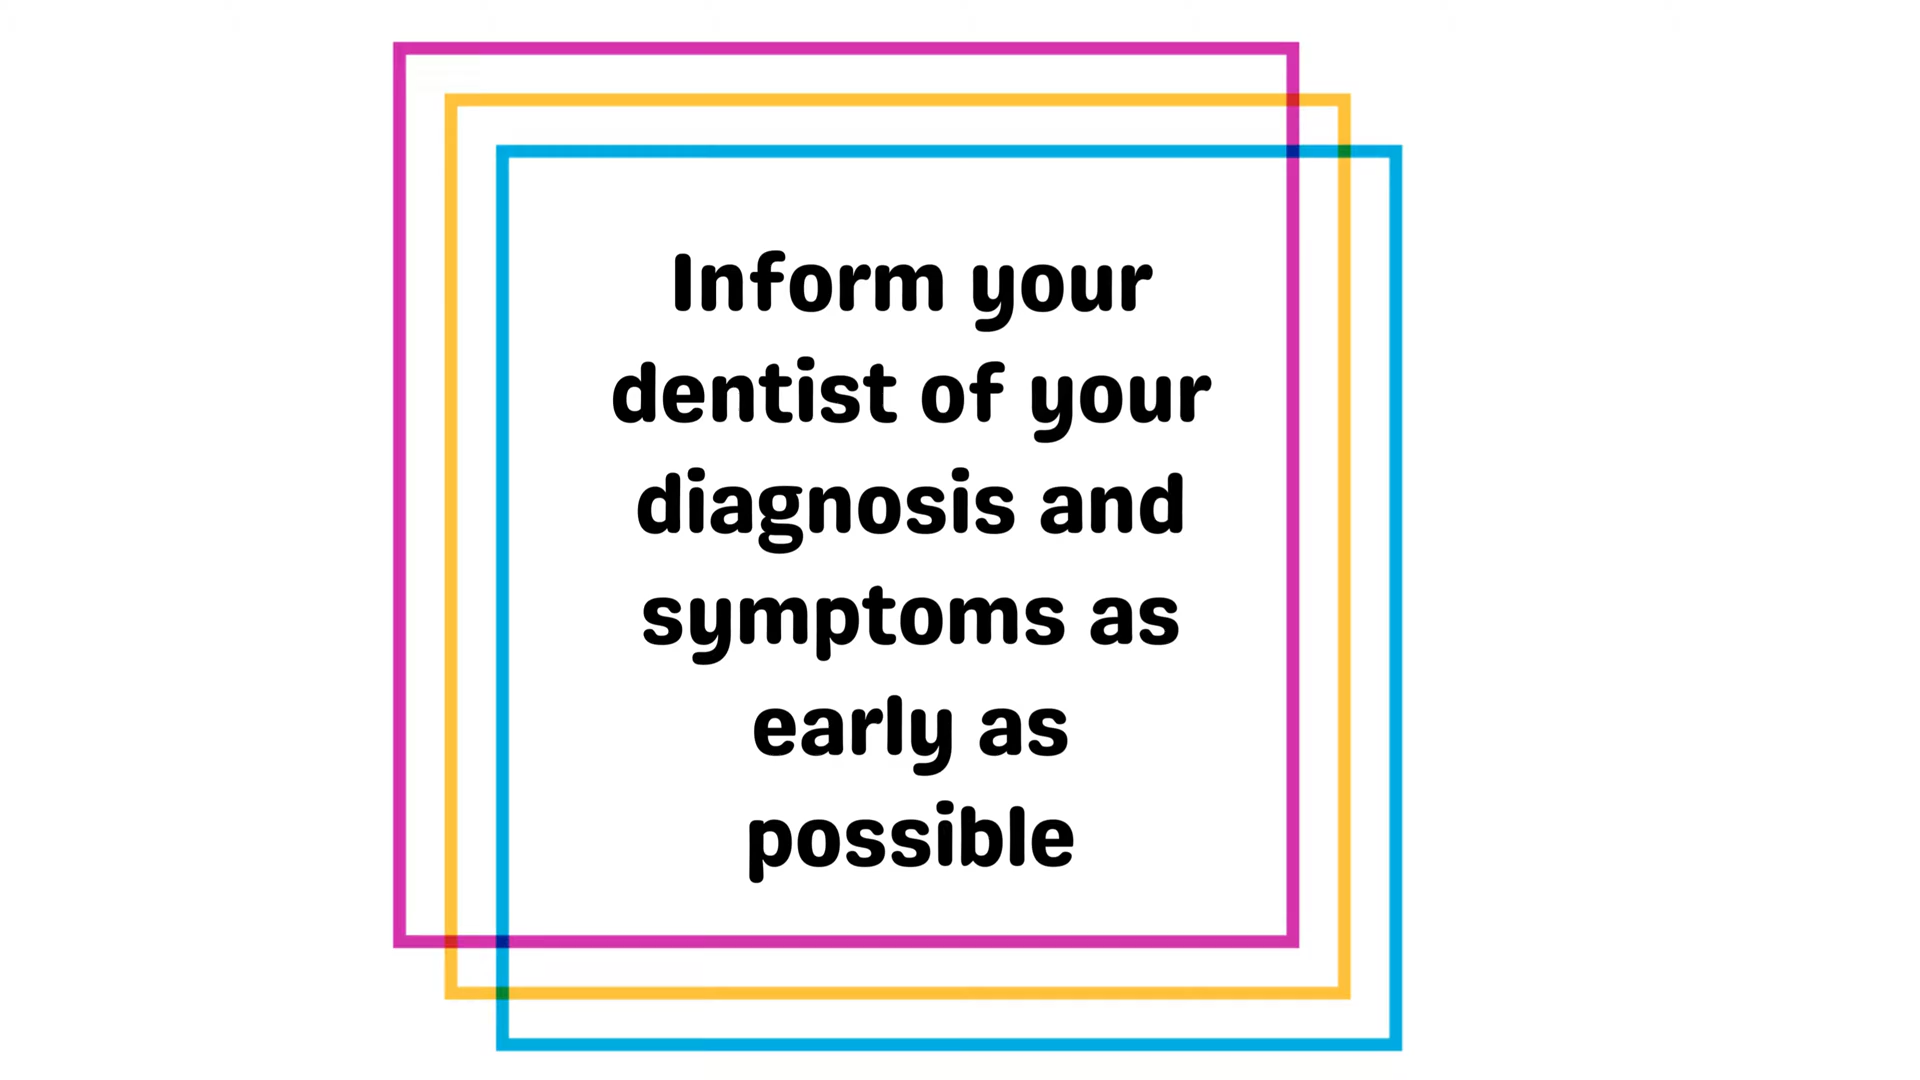 Inform your
dentist of your
diagnosis and
symptoms as
early as
possible